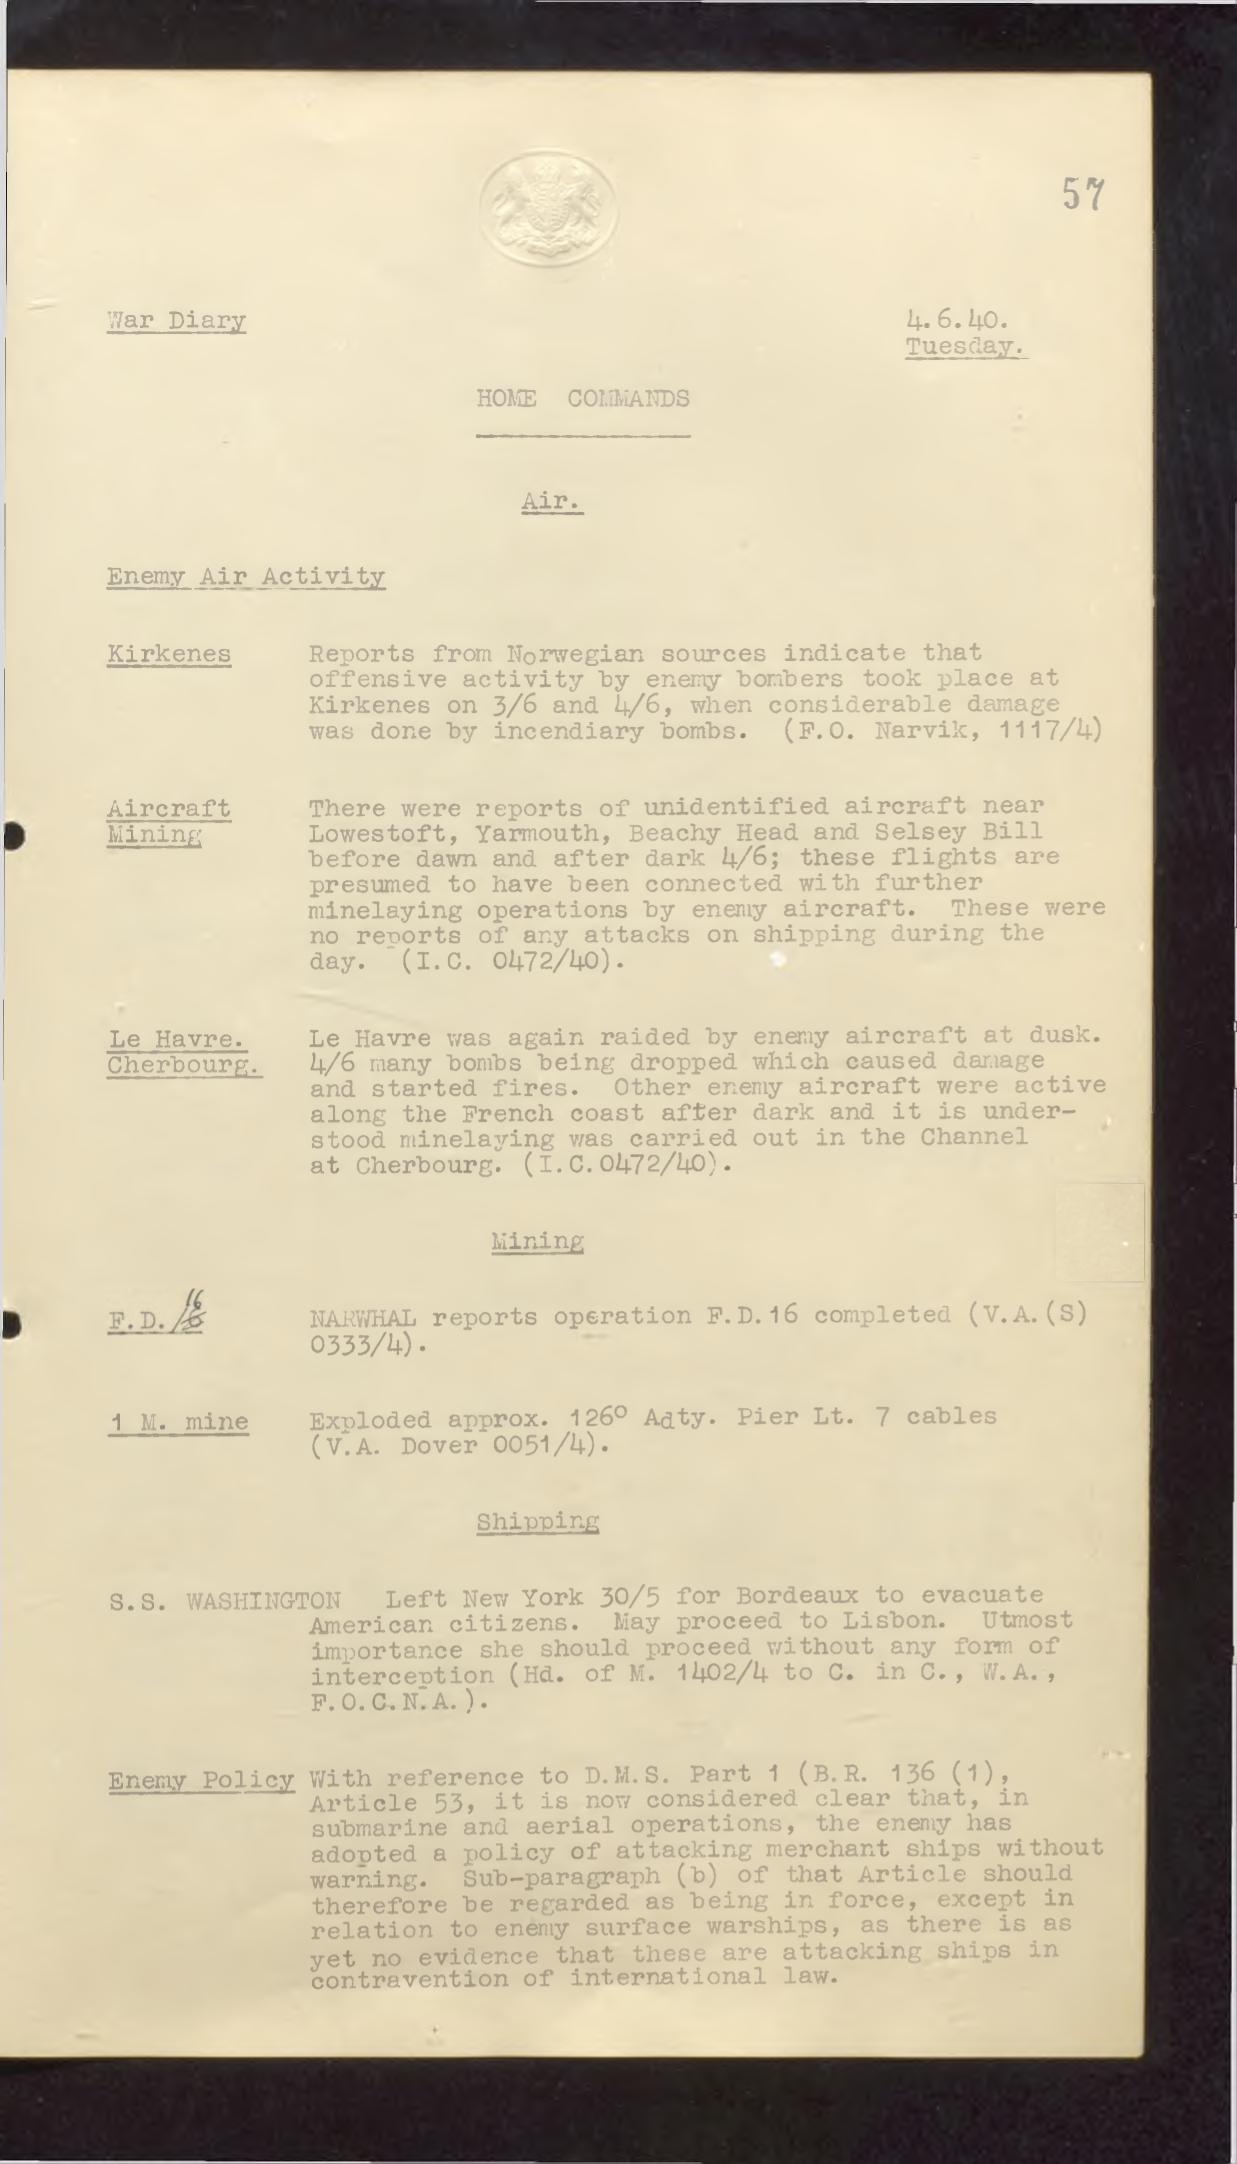 57
War Diary
4.6.40.
Tuesday.
HOME COMMANDS
Air.
Enemy Air Activity
Kirkenes Reports from Norwegian sources indicate that
offensive activity by enemy bombers took place at
Kirkenes on 3/6 and 4/6, when considerable damage
was done by incendiary bombs. (F.O. Narvik, 1117/4)
Aircraft There were reports of unidentified aircraft near
Mining Lowestoft, Yarmouth, Beachy Head and Selsey Bill
before dawn and after dark 4/6; these flights are
presumed to have been connected with further
minelaying operations by enemy aircraft. These were
no reports of any attacks on shipping during the
day. (I.C. 0472/40).
Le Havre. Le Havre was again raided by enemy aircraft at dusk.
Cherbourg. 4/6 many bombs being dropped which caused damage
and started fires. Other enemy aircraft were active
along the French coast after dark and it is under-
stood minelaying was carried out in the Channel
at Cherbourg. (I.C.0472/40).
Mining
F.D./16 NARWHAL reports operation F.D.16 completed (V.A.(S)
0333/4).
1 M. mine Exploded approx. 126° Adty. Pier Lt. 7 cables
(V.A. Dover 0051/4).
Shipping
S.S. WASHINGTON Left New York 30/5 for Bordeaux to evacuate
American citizens. May proceed to Lisbon. Utmost
importance she should proceed without any form of
interception (Hd. of M. 1402/4 to C. in C., W.A.,
F.O.C.N.A.).
Enemy Policy With reference to D.M.S. Part 1 (B.R. 136 (1),
Article 53, it is now considered clear that, in
submarine and aerial operations, the enemy has
adopted a policy of attacking merchant ships without
warning. Sub-paragraph (b) of that Article should
therefore be regarded as being in force, except in
relation to enemy surface warships, as there is as
yet no evidence that these are attacking ships in
contravention of international law.